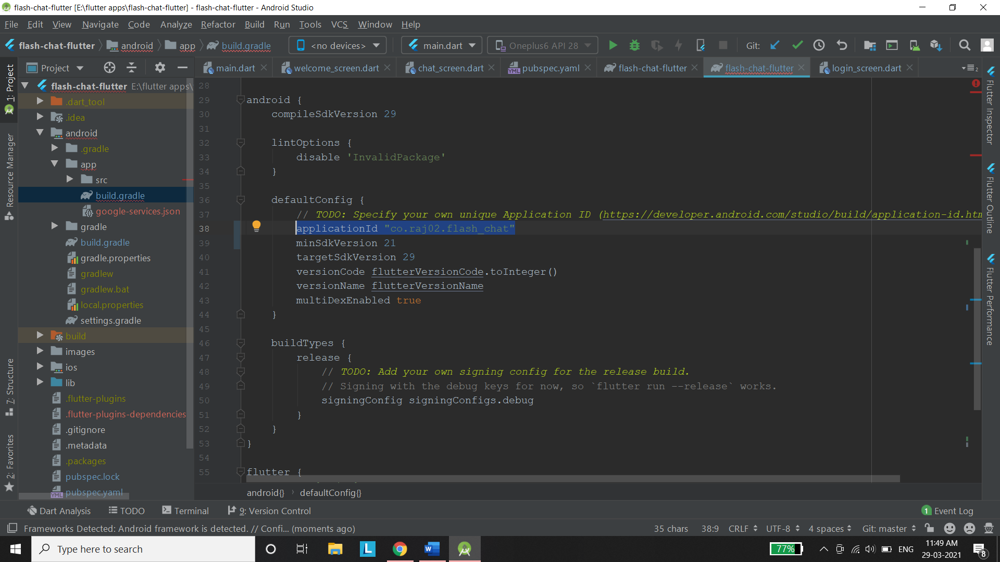 flash-chat-flutter [E:\flutter apps\flash-chat-flutter] - flash-chat-flutter - Android Studio
File Edit View Navigate Code Analyze Refactor Build Run Tools VCS Window Help
flash-chat-flutter android app build.gradle <no devices> main.dart Oneplus6 API 28 Git:
Project
main.dart welcome_screen.dart chat_screen.dart pubspec.yaml flash-chat-flutter flash-chat-flutter login_screen.dart 2
1: Project
Resource Manager
7: Structure
2: Favorites
flash-chat-flutter E:\flutter apps\
.dart_tool
.idea
android
.gradle
app
src
build.gradle
google-services.json
gradle
build.gradle
gradle.properties
gradlew
gradlew.bat
local.properties
settings.gradle
build
images
ios
lib
.flutter-plugins
.flutter-plugins-dependencies
.gitignore
.metadata
.packages
pubspec.lock
pubspec.yaml
28
29 android {
30 compileSdkVersion 29
31
32 lintOptions {
33 disable 'InvalidPackage'
34 }
35
36 defaultConfig {
37 // TODO: Specify your own unique Application ID (https://developer.android.com/studio/build/application-id.htm
38 applicationId "co.raj02.flash_chat"
39 minSdkVersion 21
40 targetSdkVersion 29
41 versionCode flutterVersionCode.toInteger()
42 versionName flutterVersionName
43 multiDexEnabled true
44 }
45
46 buildTypes {
47 release {
48 // TODO: Add your own signing config for the release build.
49 // Signing with the debug keys for now, so `flutter run --release` works.
50 signingConfig signingConfigs.debug
51 }
52 }
53 }
54
55 flutter {
android{} › defaultConfig{}
Flutter Inspector
Flutter Outline
Flutter Performance
Dart Analysis TODO Terminal 9: Version Control 1 Event Log
Frameworks Detected: Android framework is detected. // Confi... (moments ago) 35 chars 38:9 CRLF UTF-8 4 spaces Git: master
Type here to search
77% ENG 11:49 AM
29-03-2021 8